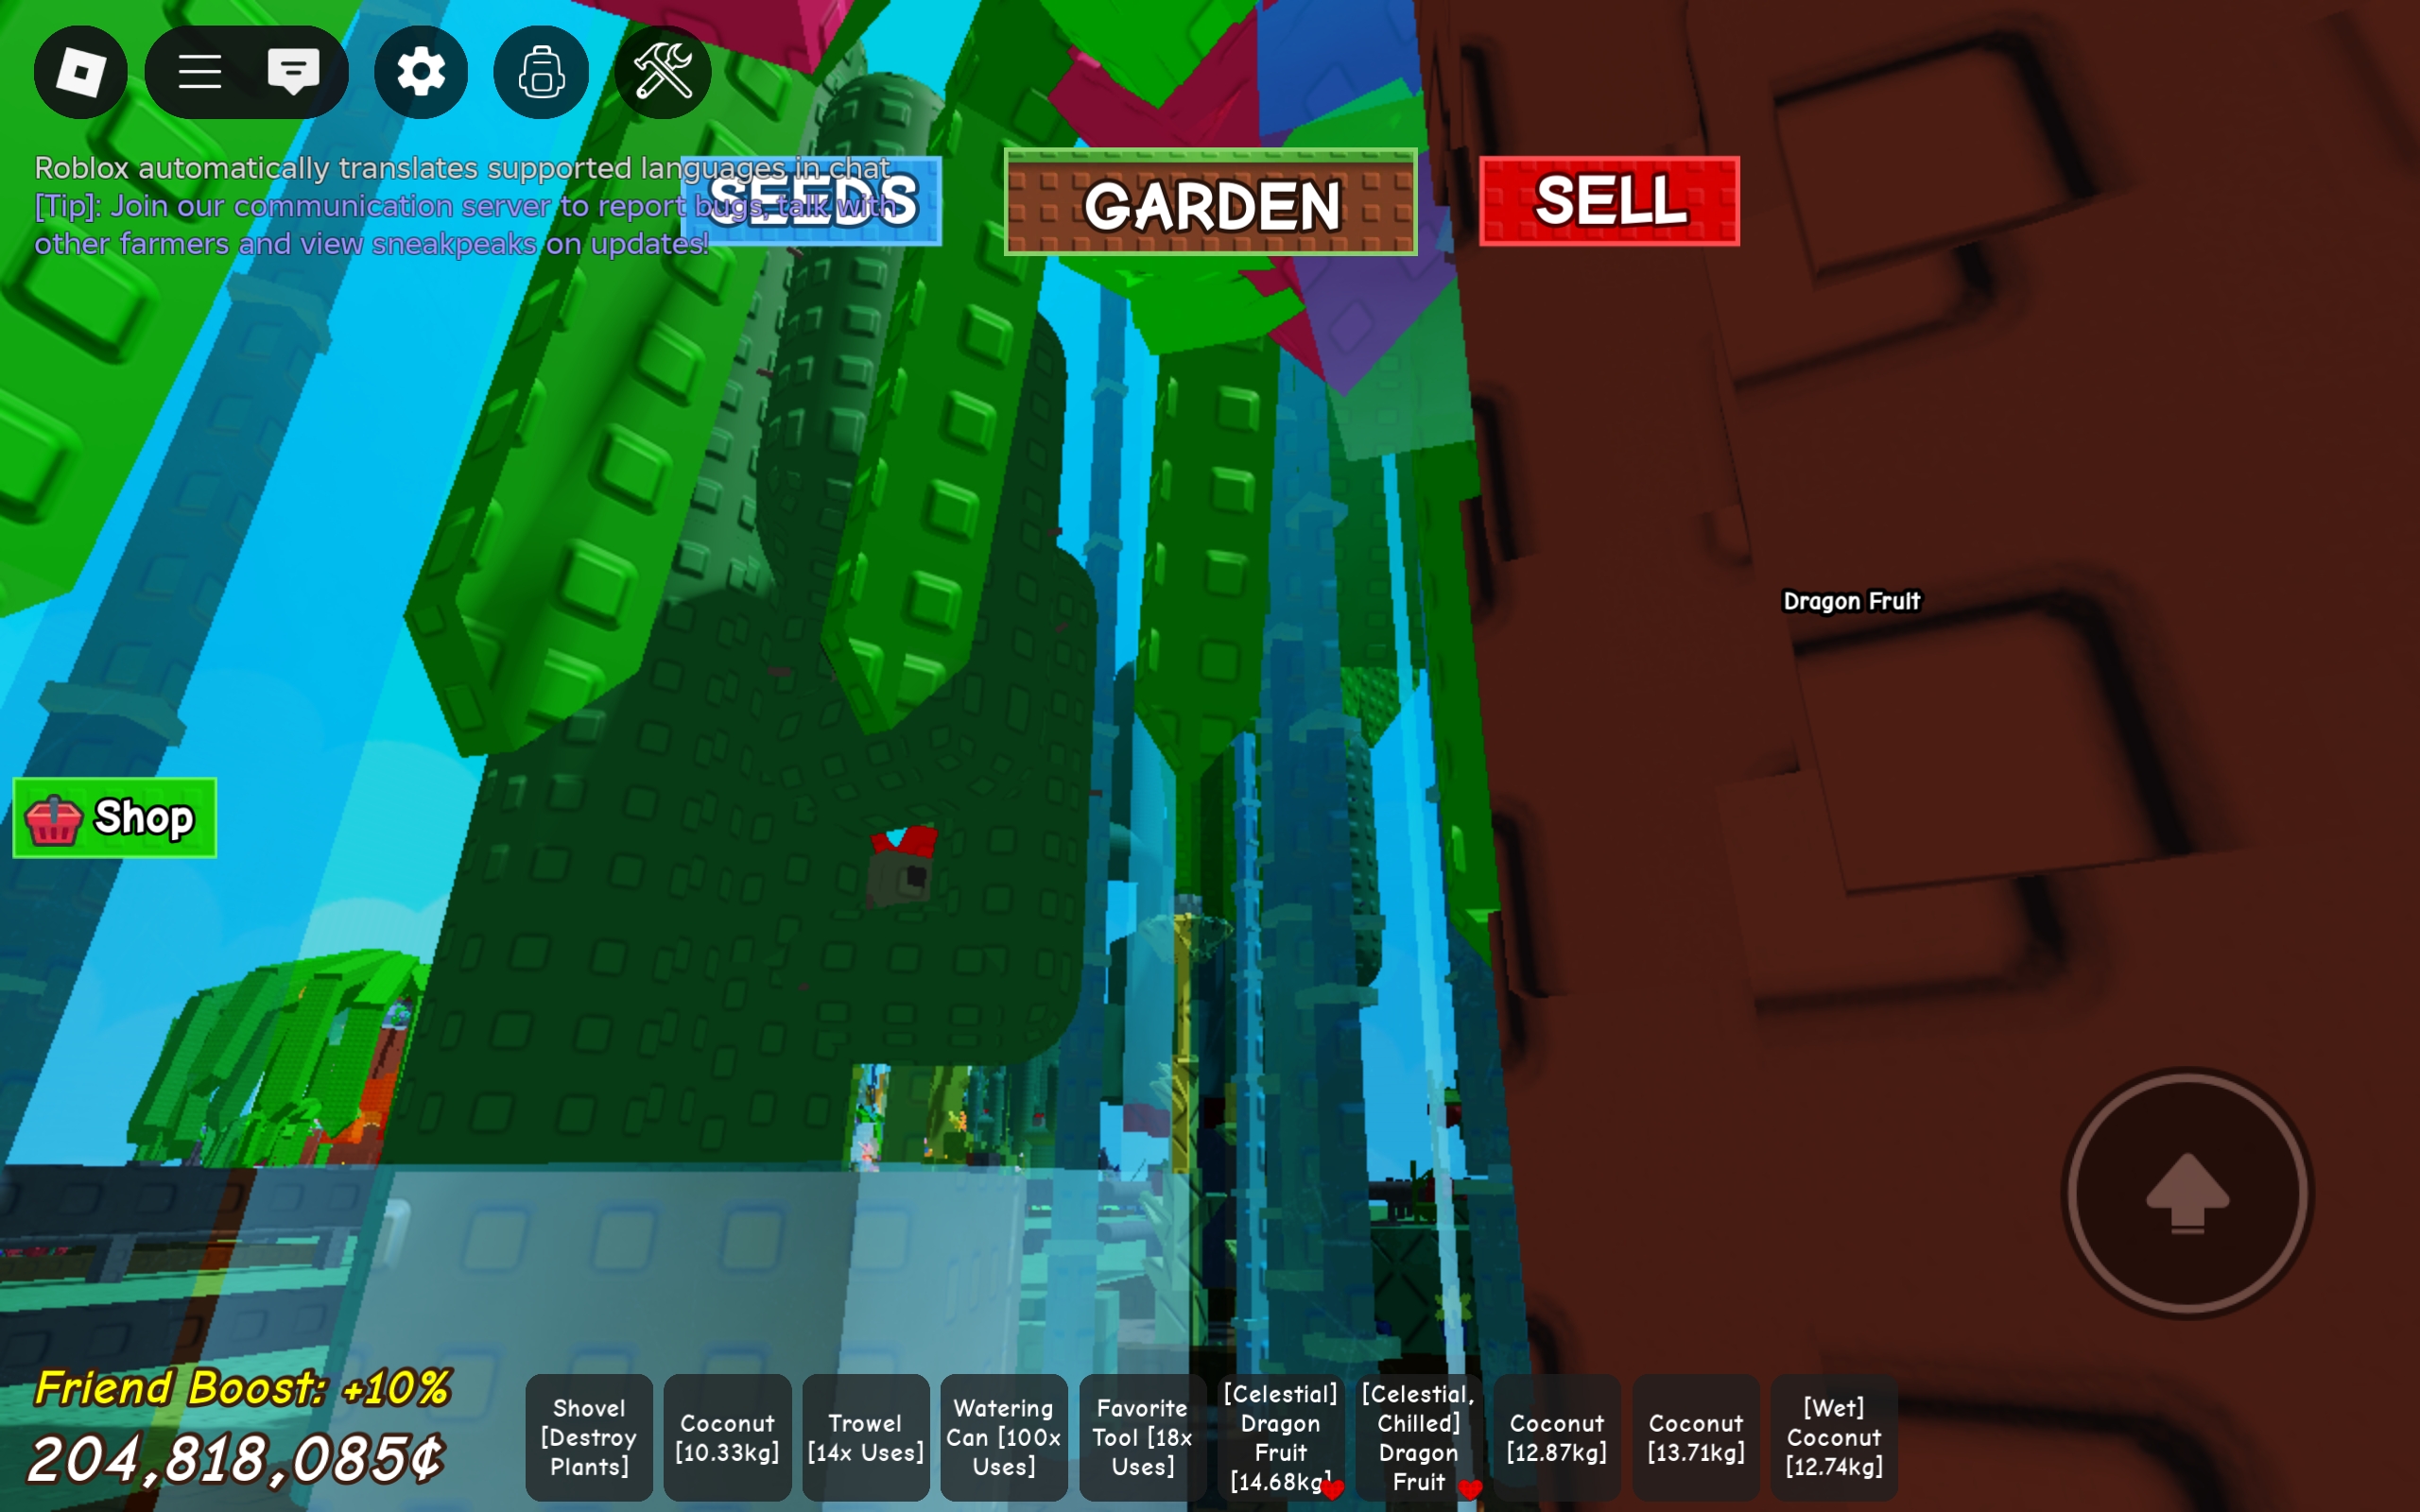 Roblox automatically translates supported languages in chat
[Tip]: Join our communication server to report bugs, talk with
other farmers and view sneakpeaks on updates!
SEEDS
GARDEN
SELL
Dragon Fruit
Shop
Friend Boost: +10%
204,818,085¢
Shovel
[Destroy
Plants]
Coconut
[10.33kg]
Trowel
[14x Uses]
Watering
Can [100x
Uses]
Favorite
Tool [18x
Uses]
[Celestial]
Dragon
Fruit
[14.68kg]
[Celestial,
Chilled]
Dragon
Fruit
Coconut
[12.87kg]
Coconut
[13.71kg]
[Wet]
Coconut
[12.74kg]